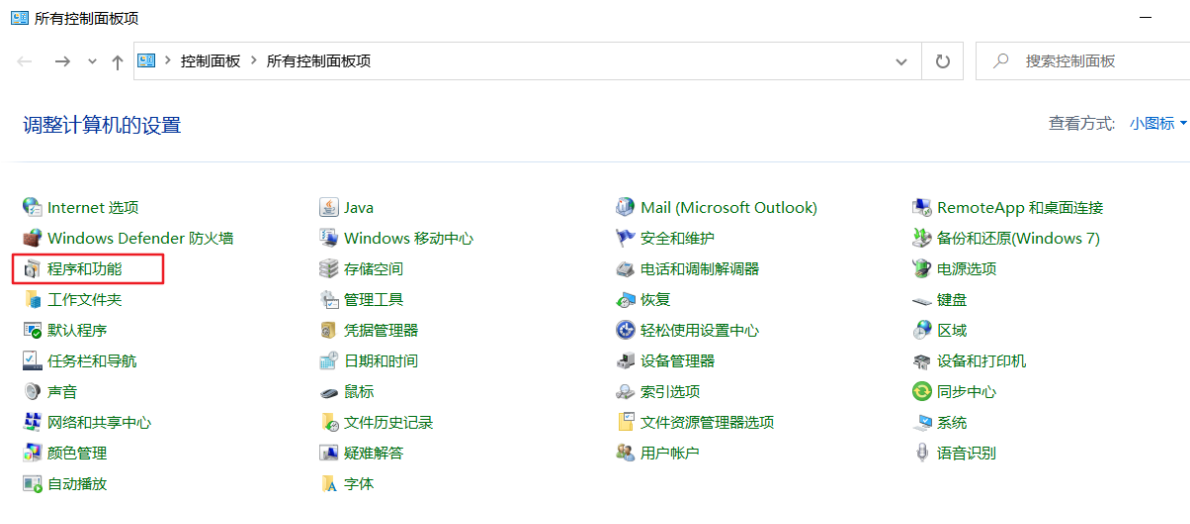 所有控制面板项
控制面板 所有控制面板项
搜索控制面板
调整计算机的设置
查看方式: 小图标
Internet 选项
Java
Mail (Microsoft Outlook)
RemoteApp 和桌面连接
Windows Defender 防火墙
Windows 移动中心
安全和维护
备份和还原(Windows 7)
程序和功能
存储空间
电话和调制解调器
电源选项
工作文件夹
管理工具
恢复
键盘
默认程序
凭据管理器
轻松使用设置中心
区域
任务栏和导航
日期和时间
设备管理器
设备和打印机
声音
鼠标
索引选项
同步中心
网络和共享中心
文件历史记录
文件资源管理器选项
系统
颜色管理
疑难解答
用户帐户
语音识别
自动播放
字体